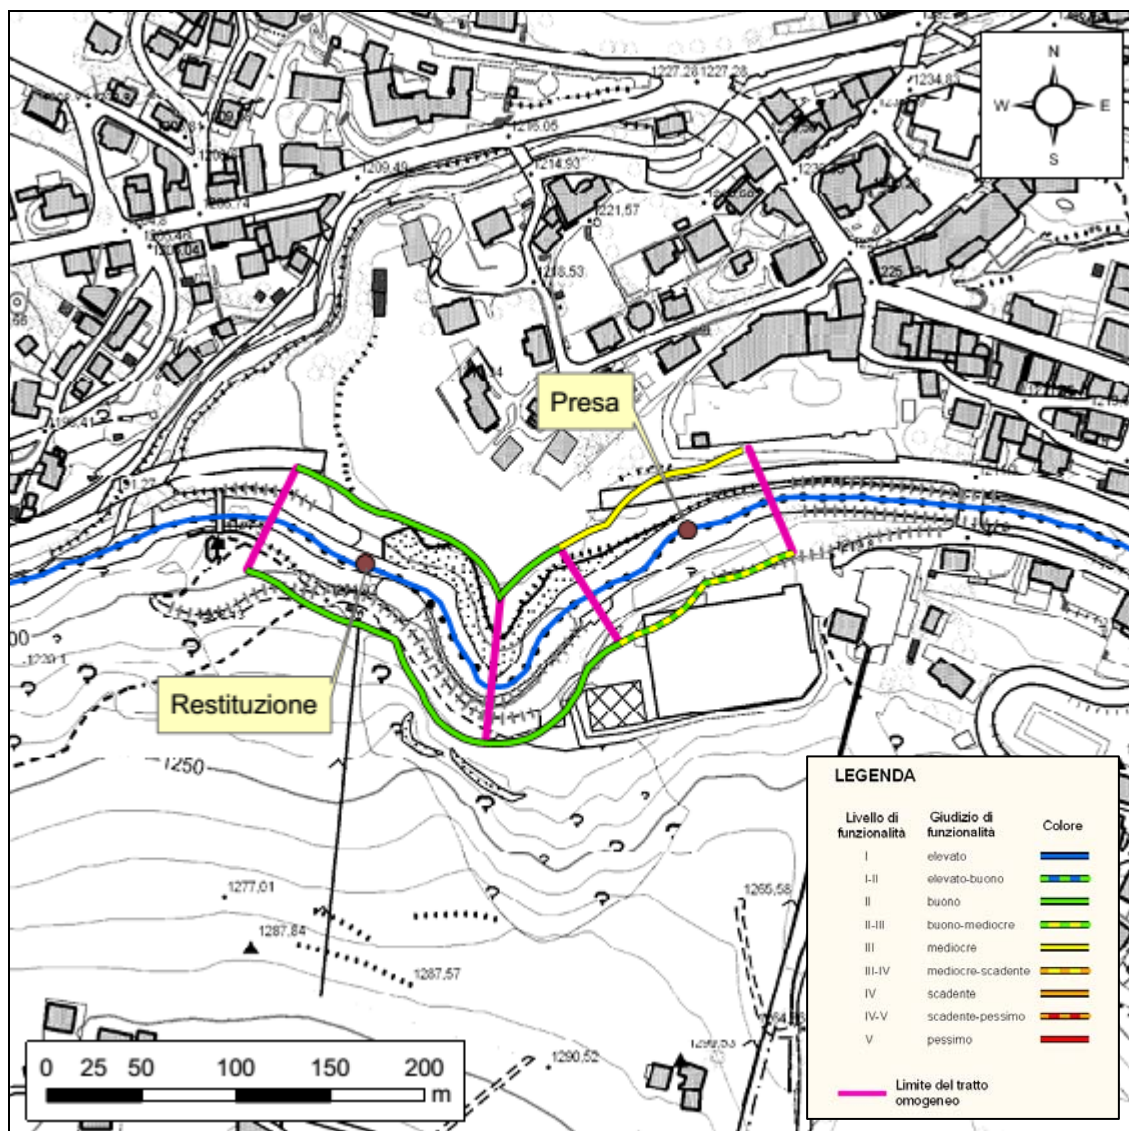 N
W E
S
1227.28 1227.28
1234.83
1209.49
1214.93
1221,57
1218.53
Presa
Restituzione
1250
1277,01
1287,84
1287,57
1265,58
1290,52
0 25 50 100 150 200
m
LEGENDA
Livello di funzionalità Giudizio di funzionalità Colore
I elevato
I-II elevato-buono
II buono
II-III buono-mediocre
III mediocre
III-IV mediocre-scadente
IV scadente
IV-V scadente-pessimo
V pessimo
Limite del tratto
omogeneo